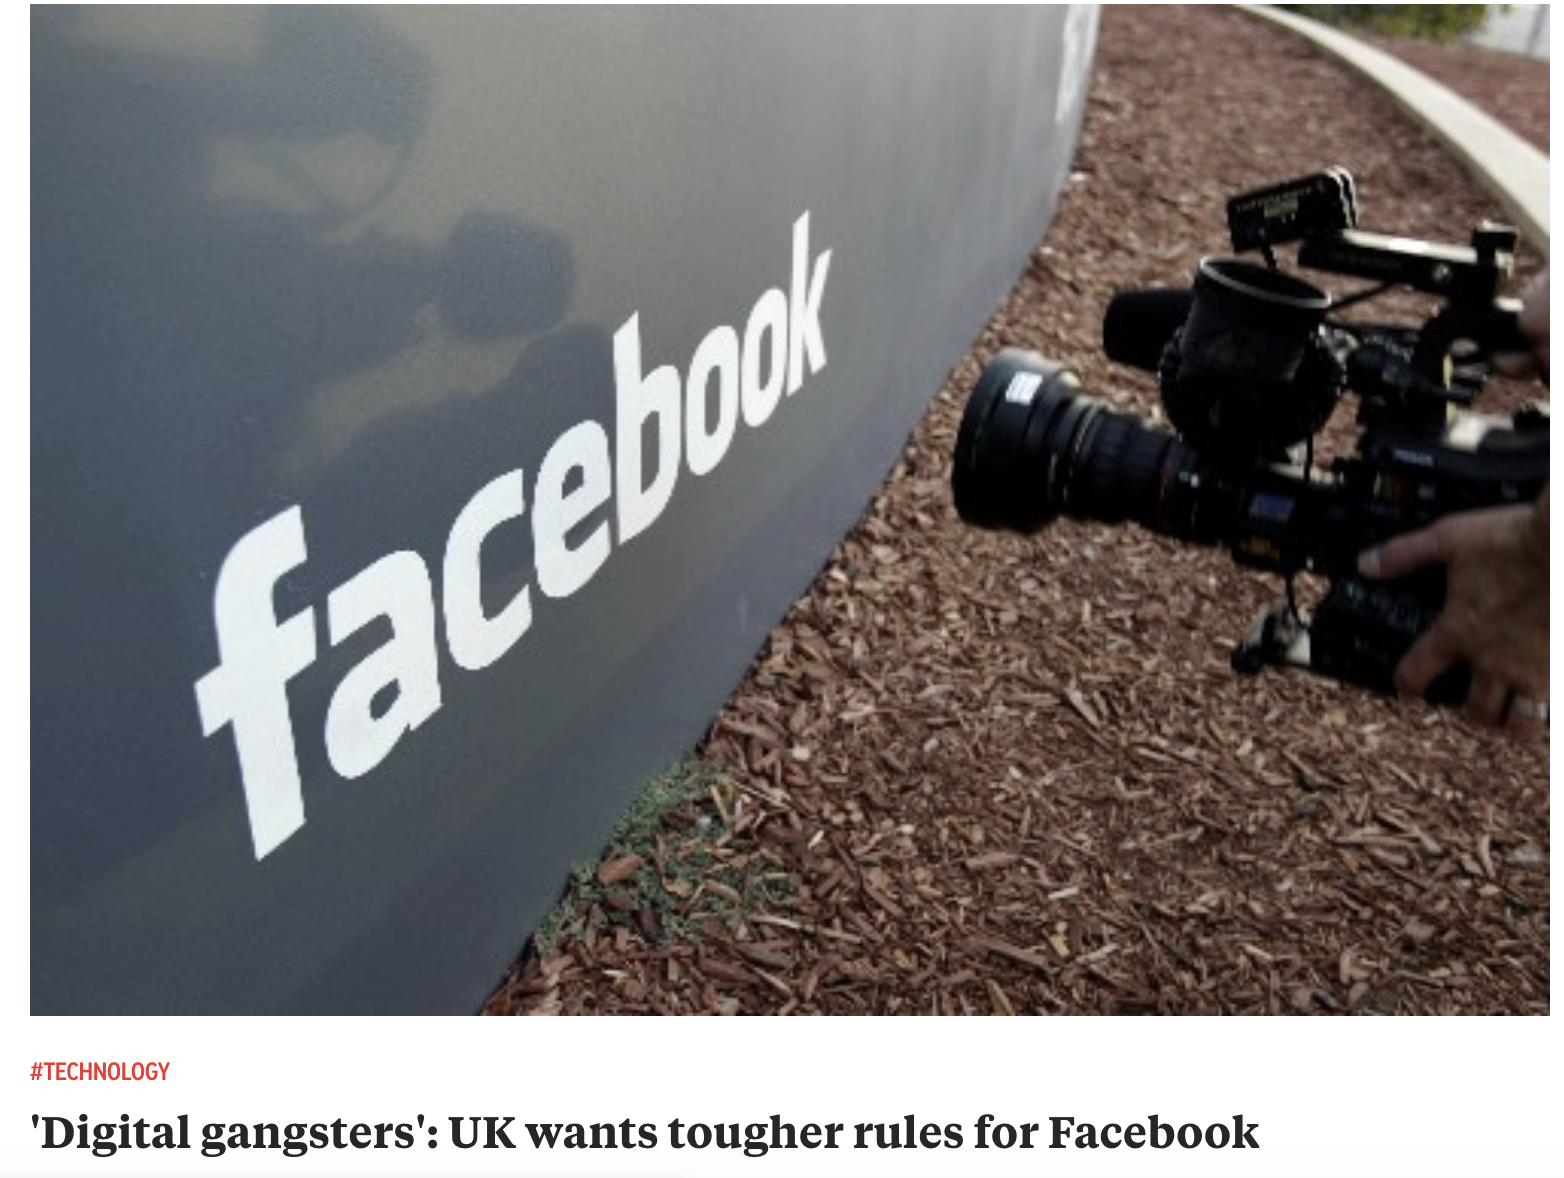 facebook
#TECHNOLOGY
'Digital gangsters': UK wants tougher rules for Facebook